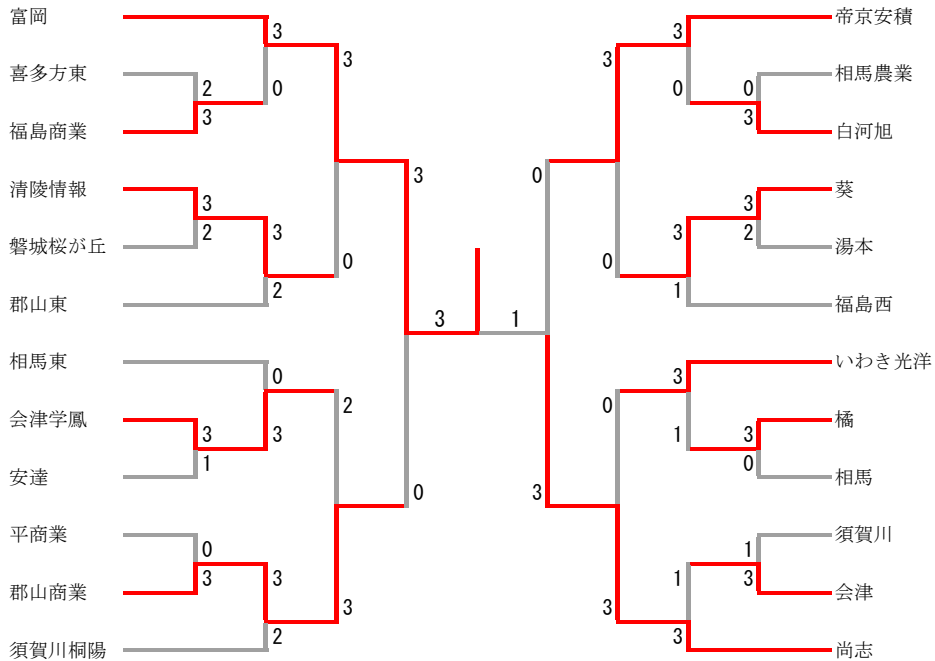 富岡
3
3
喜多方東
2
0
3
福島商業
3
清陵情報
3
3
磐城桜が丘
2
0
郡山東
2
3
相馬東
0
2
会津学鳳
3
3
安達
1
0
平商業
0
3
郡山商業
3
3
須賀川桐陽
2
3
1
帝京安積
3
3
相馬農業
0
0
白河旭
3
0
葵
3
3
湯本
2
0
福島西
1
いわき光洋
3
0
橘
3
1
相馬
0
3
須賀川
1
1
会津
3
3
尚志
3